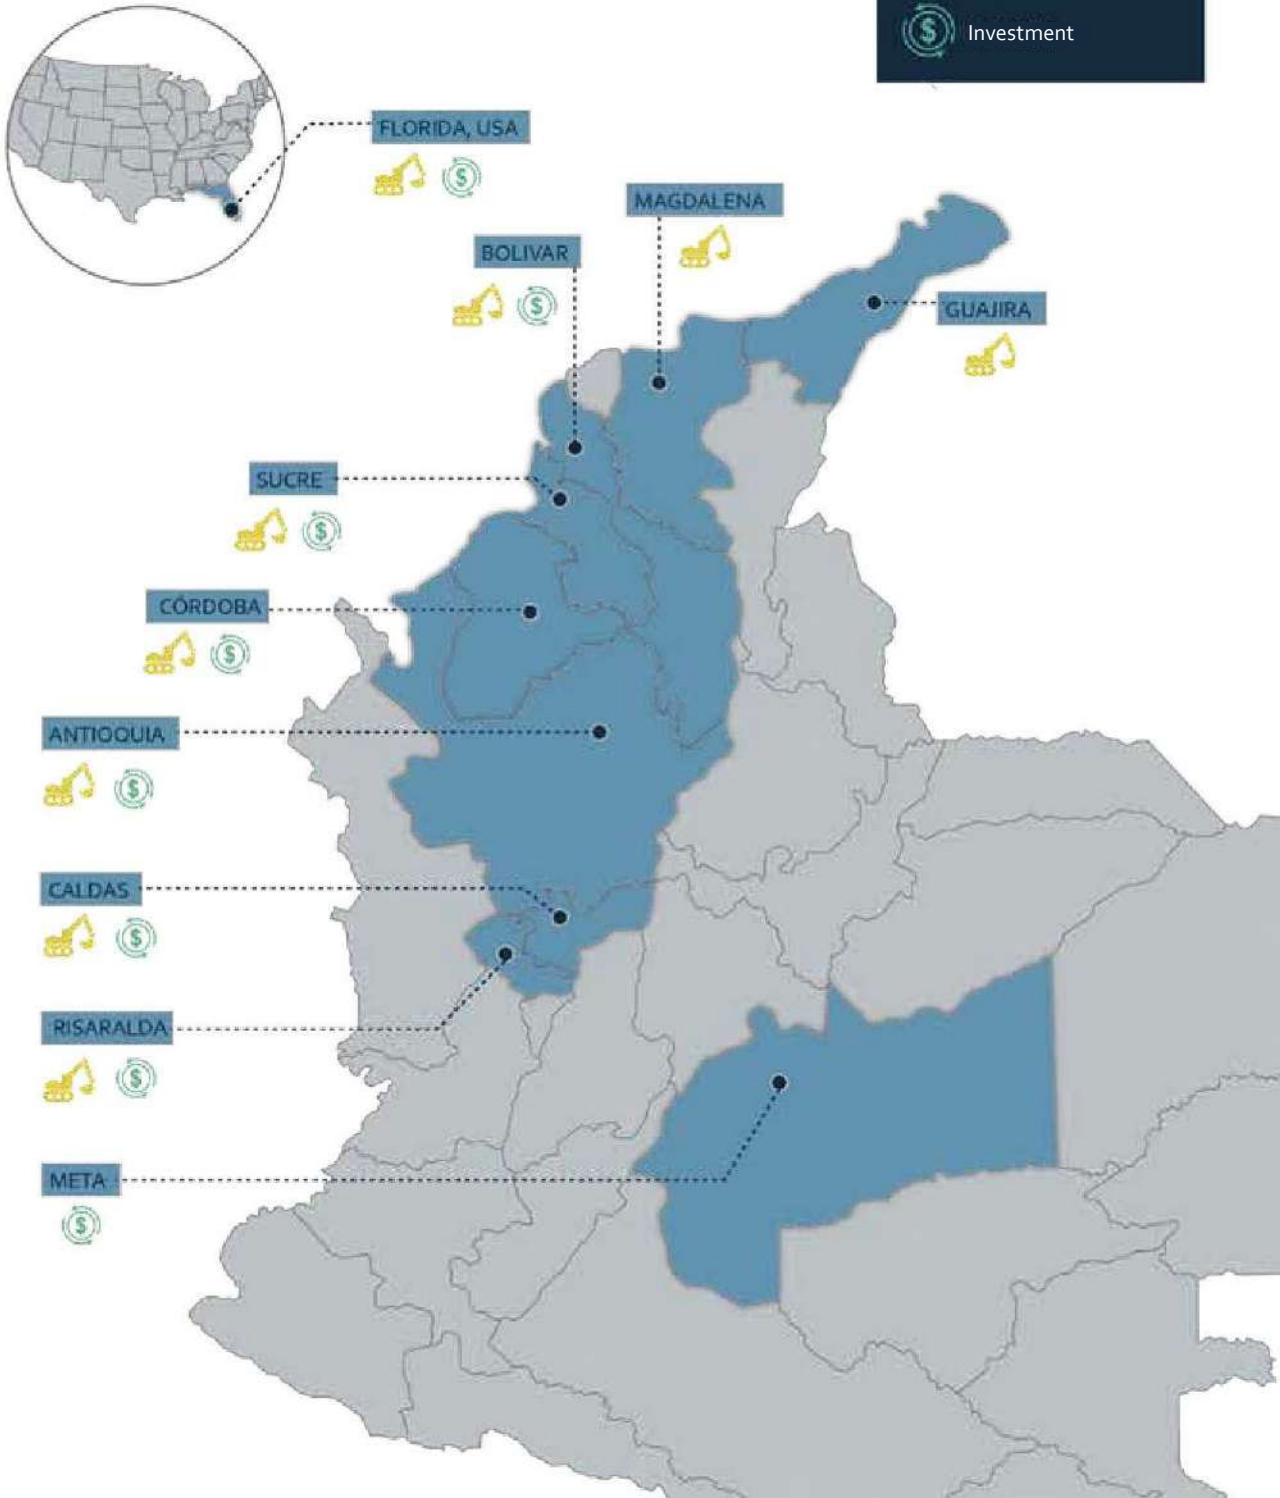 Investment
FLORIDA, USA
MAGDALENA
BOLIVAR
GUAJIRA
SUCRE
CÓRDOBA
ANTIOQUIA
CALDAS
RISARALDA
META